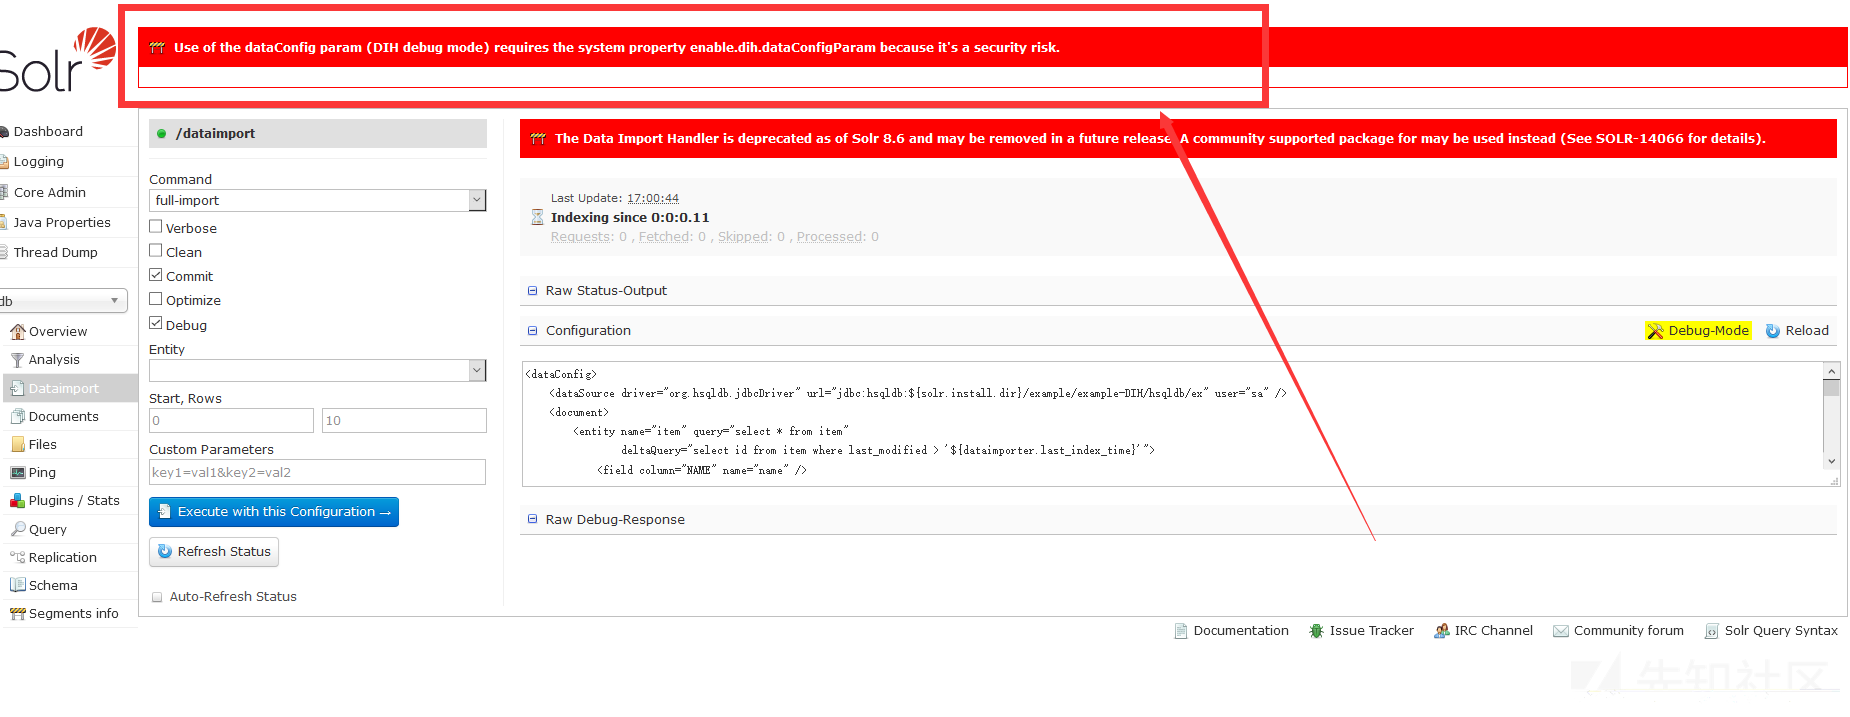 Use of the dataConfig param (DIH debug mode) requires the system property enable.dih.dataConfigParam because it's a security risk.
Solr
Dashboard
Logging
Core Admin
Java Properties
Thread Dump
db
Overview
Analysis
Dataimport
Documents
Files
Ping
Plugins / Stats
Query
Replication
Schema
Segments info
/dataimport
Command
full-import
Verbose
Clean
Commit
Optimize
Debug
Entity
Start, Rows
0 10
Custom Parameters
key1=val1&key2=val2
Execute with this Configuration →
Refresh Status
Auto-Refresh Status
The Data Import Handler is deprecated as of Solr 8.6 and may be removed in a future release. A community supported package for may be used instead (See SOLR-14066 for details).
Last Update: 17:00:44
Indexing since 0:0:0.11
Requests: 0 , Fetched: 0 , Skipped: 0 , Processed: 0
Raw Status-Output
Configuration
Debug-Mode Reload
<dataConfig>
<dataSource driver="org.hsqldb.jdbcDriver" url="jdbc:hsqldb:${solr.install.dir}/example/example-DIH/hsqldb/ex" user="sa" />
<document>
<entity name="item" query="select * from item"
deltaQuery="select id from item where last_modified > '${dataimporter.last_index_time}'">
<field column="NAME" name="name" />
Raw Debug-Response
Documentation Issue Tracker IRC Channel Community forum Solr Query Syntax
先知社区